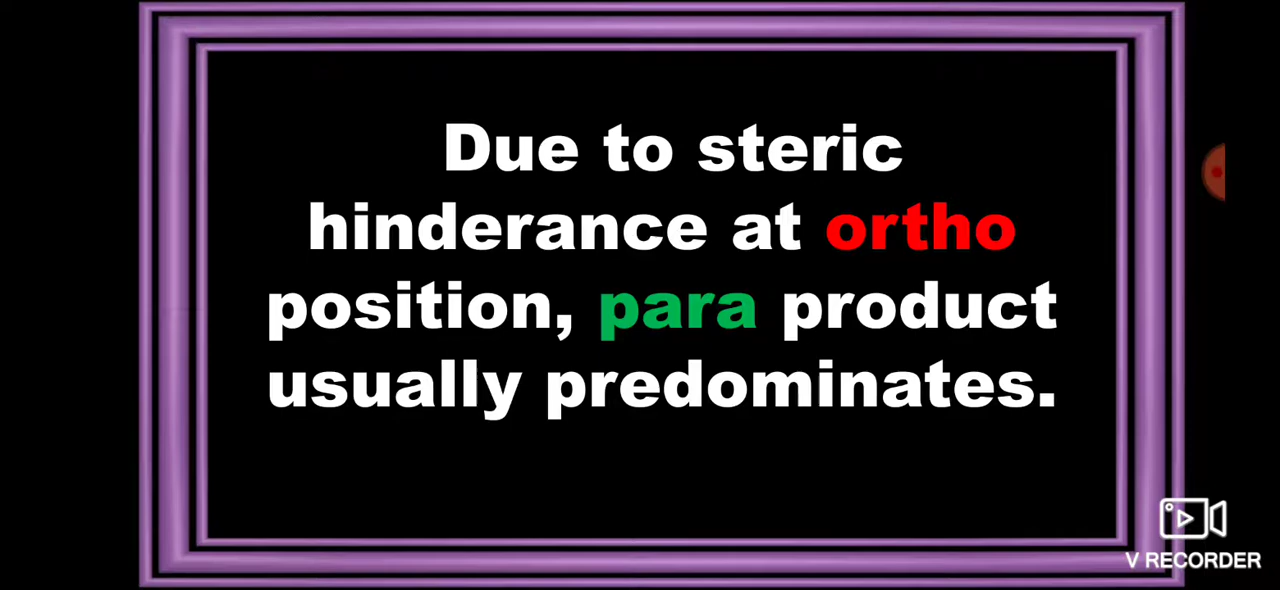 Due to steric
hinderance at ortho
position, para product
usually predominates.
V RECORDER